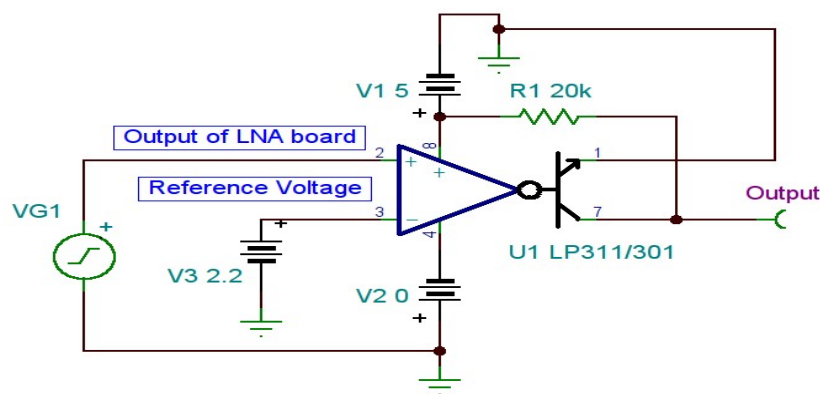 V1 5
R1 20k
+
Output of LNA board
8
2
+
+
1
Reference Voltage
Output
VG1
+
+
3
−
7
4
U1 LP311/301
V3 2.2
V2 0
+